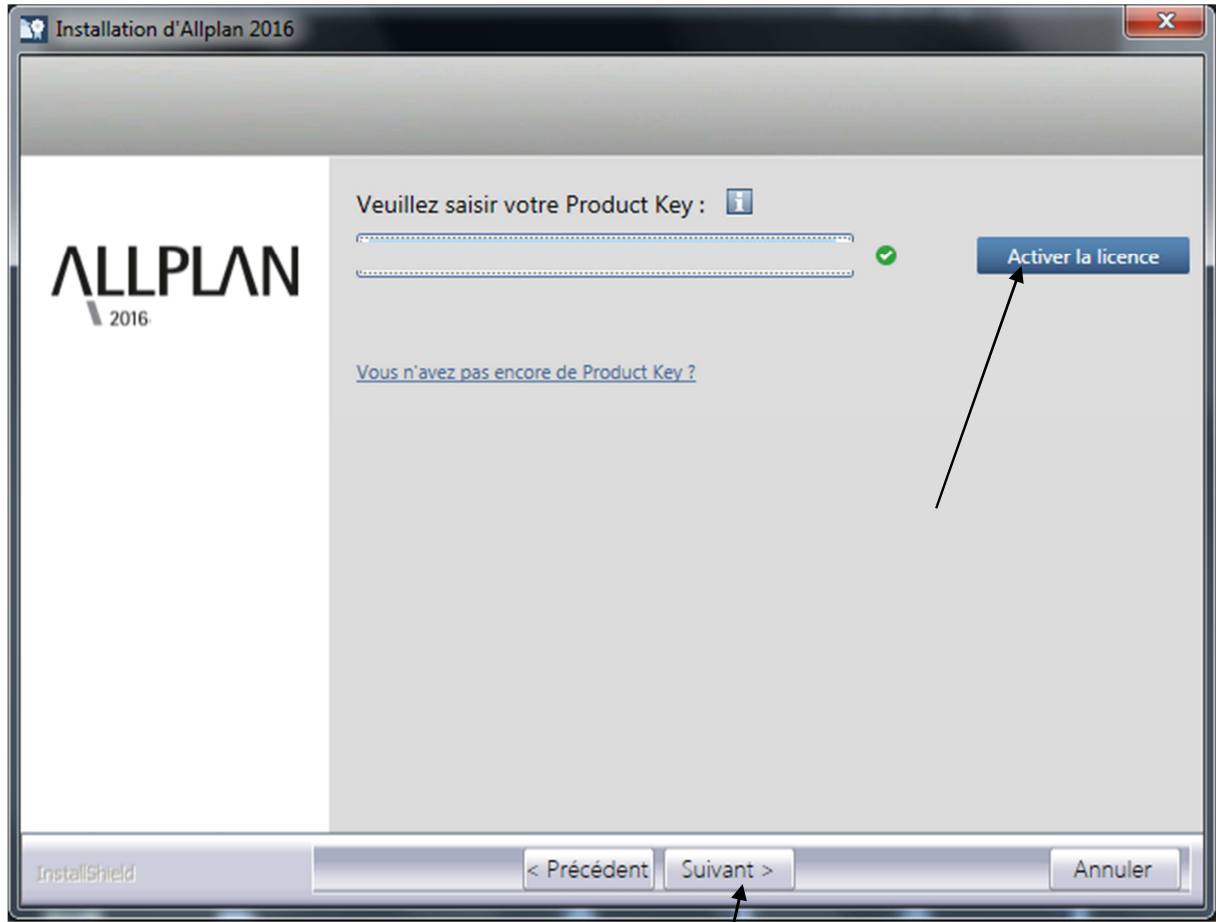 Installation d'Allplan 2016
Veuillez saisir votre Product Key :
ALLPLAN
2016
Activer la licence
Vous n'avez pas encore de Product Key ?
InstallShield
< Précédent
Suivant >
Annuler